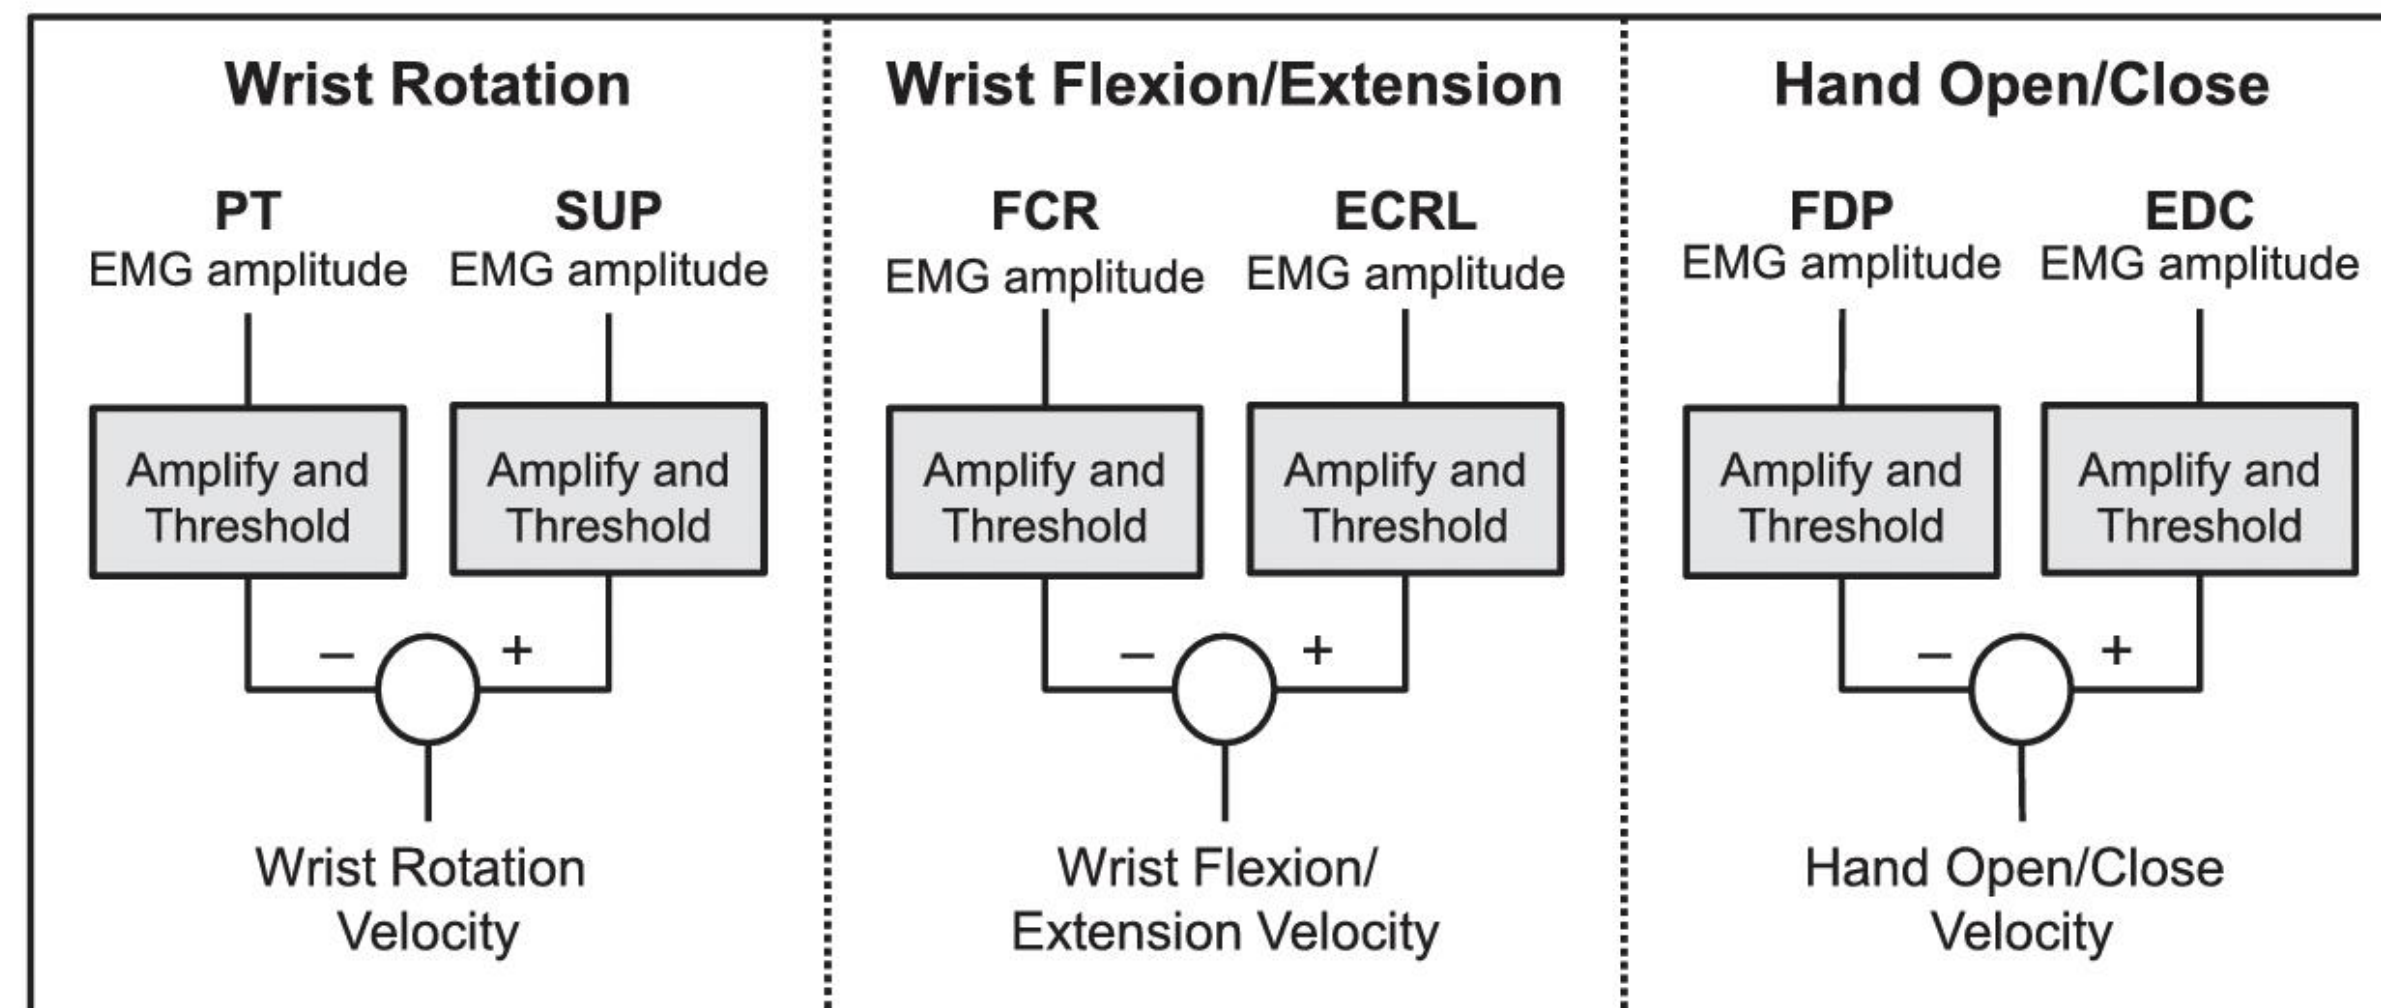 Wrist Rotation
PT
EMG amplitude
SUP
EMG amplitude
Amplify and
Threshold
Amplify and
Threshold
– +
Wrist Rotation
Velocity
Wrist Flexion/Extension
FCR
EMG amplitude
ECRL
EMG amplitude
Amplify and
Threshold
Amplify and
Threshold
– +
Wrist Flexion/
Extension Velocity
Hand Open/Close
FDP
EMG amplitude
EDC
EMG amplitude
Amplify and
Threshold
Amplify and
Threshold
– +
Hand Open/Close
Velocity